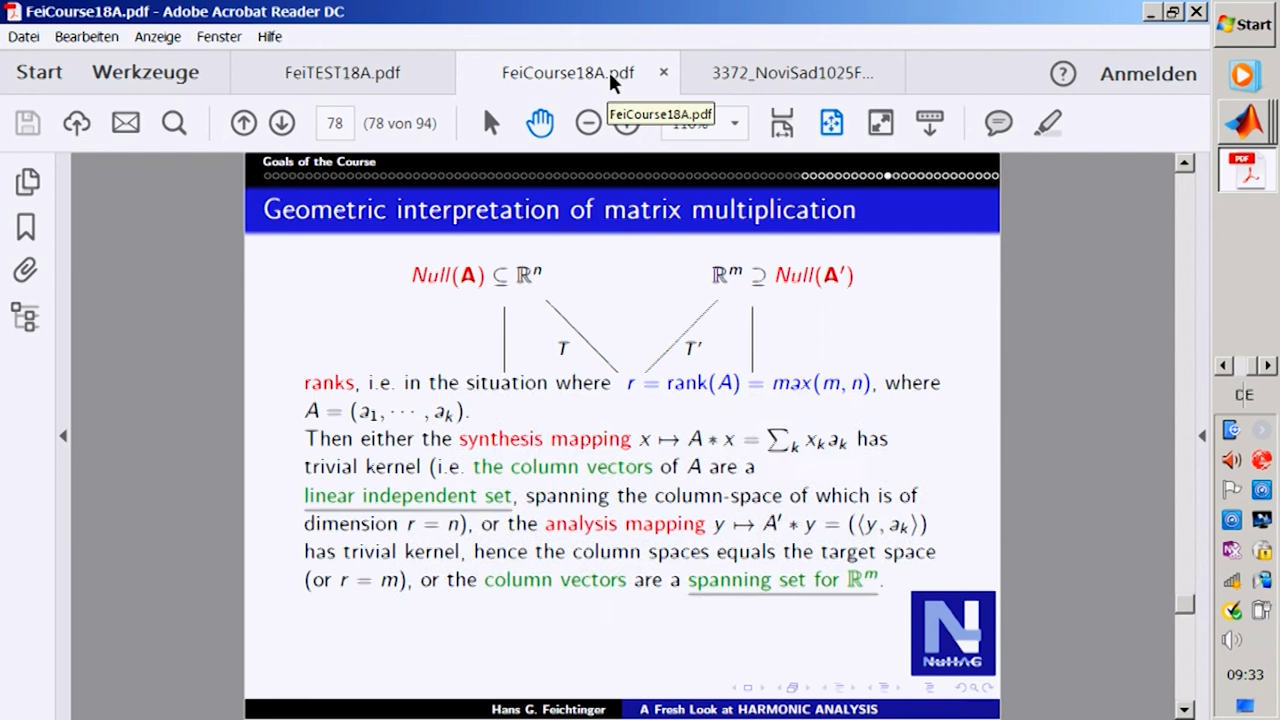 FeiCourse18A.pdf - Adobe Acrobat Reader DC
Start
Datei Bearbeiten Anzeige Fenster Hilfe
Start Werkzeuge FeiTEST18A.pdf FeiCourse18A.pdf × 3372_NoviSad1025F... Anmelden
FeiCourse18A.pdf
78 (78 von 94)
Goals of the Course
Geometric interpretation of matrix multiplication
Null(A) ⊆ ℝⁿ ℝᵐ ⊇ Null(A′)
T T′
ranks, i.e. in the situation where r = rank(A) = max(m, n), where
A = (a₁, ⋯ , aₖ).
Then either the synthesis mapping x ↦ A ∗ x = ∑ₖ xₖaₖ has
trivial kernel (i.e. the column vectors of A are a
linear independent set, spanning the column-space of which is of
dimension r = n), or the analysis mapping y ↦ A′ ∗ y = (⟨y, aₖ⟩)
has trivial kernel, hence the column spaces equals the target space
(or r = m), or the column vectors are a spanning set for ℝᵐ.
N
NuHAG
Hans G. Feichtinger A Fresh Look at HARMONIC ANALYSIS
PDF
DE
09:33